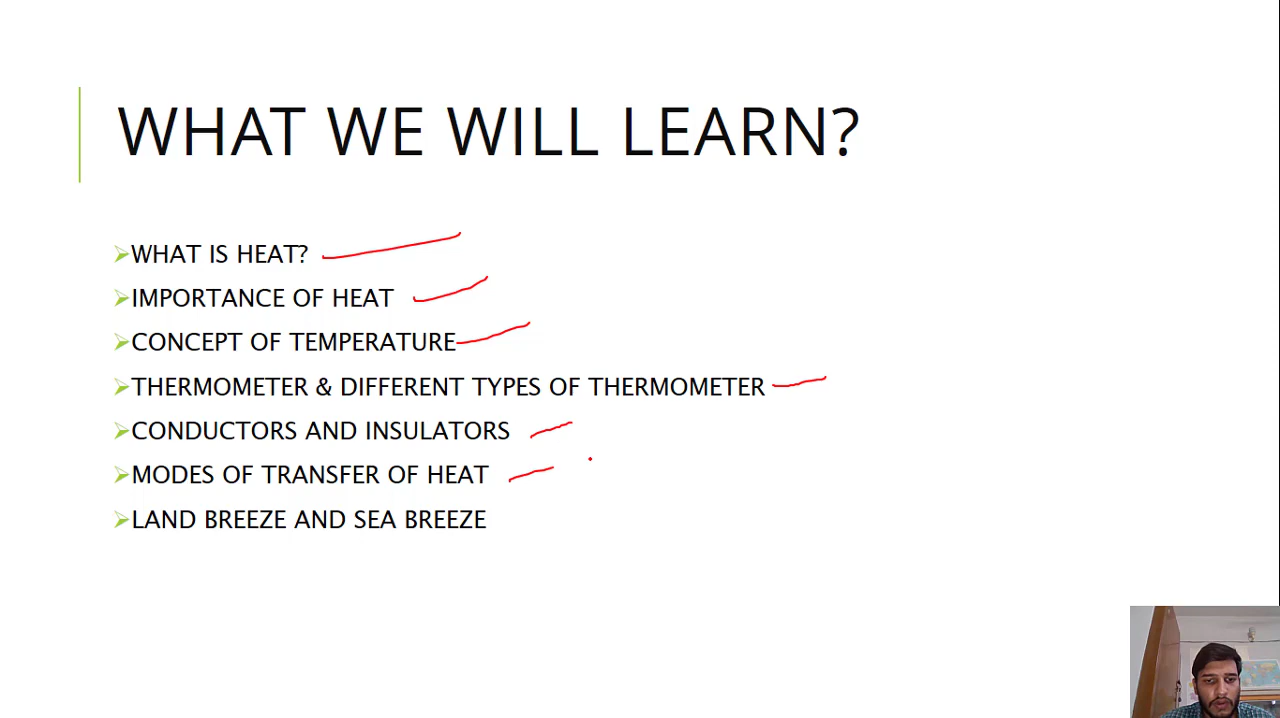 WHAT WE WILL LEARN?
WHAT IS HEAT?
IMPORTANCE OF HEAT
CONCEPT OF TEMPERATURE
THERMOMETER & DIFFERENT TYPES OF THERMOMETER
CONDUCTORS AND INSULATORS
MODES OF TRANSFER OF HEAT
LAND BREEZE AND SEA BREEZE